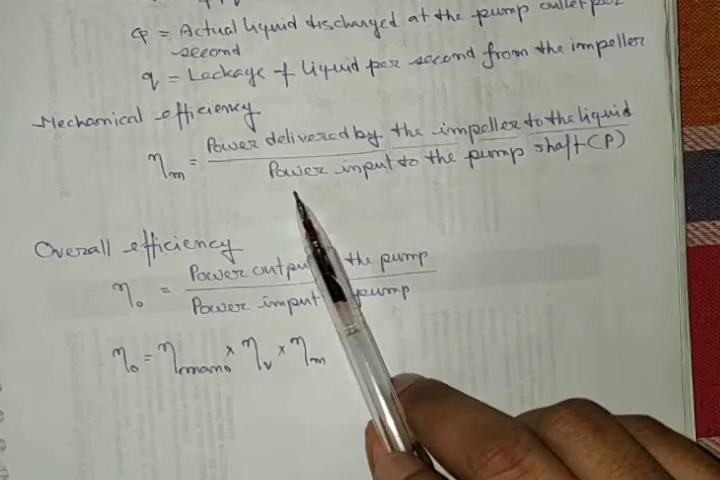 Q = Actual liquid discharged at the pump outlet per
second
q = Leckage of liquid per second from the impeller
Mechanical efficiency
ηm = Power delivered by the impeller to the liquid
Power input to the pump shaft (P)
Overall efficiency
ηo = Power output the pump
Power input pump
ηo = ηmano × ηv × ηm